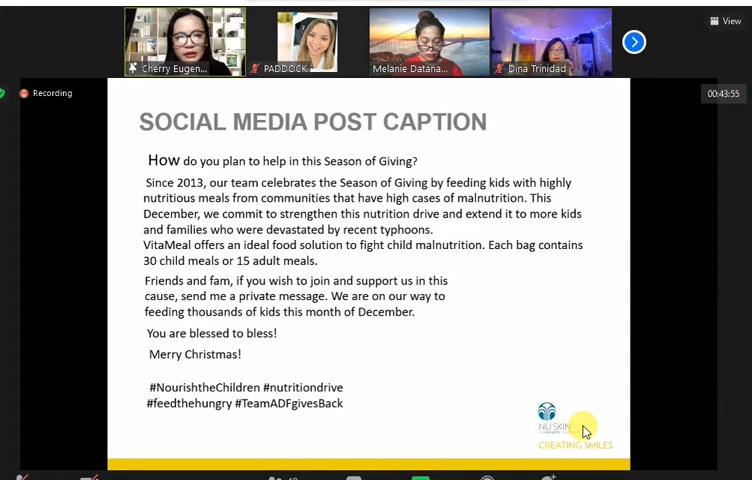 View
Cherry Eugen...
PADDOCK
Melanie Datana...
Dina Trinidad
Recording
00:43:55
SOCIAL MEDIA POST CAPTION
How do you plan to help in this Season of Giving?
Since 2013, our team celebrates the Season of Giving by feeding kids with highly
nutritious meals from communities that have high cases of malnutrition. This
December, we commit to strengthen this nutrition drive and extend it to more kids
and families who were devastated by recent typhoons.
VitaMeal offers an ideal food solution to fight child malnutrition. Each bag contains
30 child meals or 15 adult meals.
Friends and fam, if you wish to join and support us in this
cause, send me a private message. We are on our way to
feeding thousands of kids this month of December.
You are blessed to bless!
Merry Christmas!
#NourishtheChildren #nutritiondrive
#feedthehungry #TeamADFgivesBack
NU SKIN
CREATING SMILES